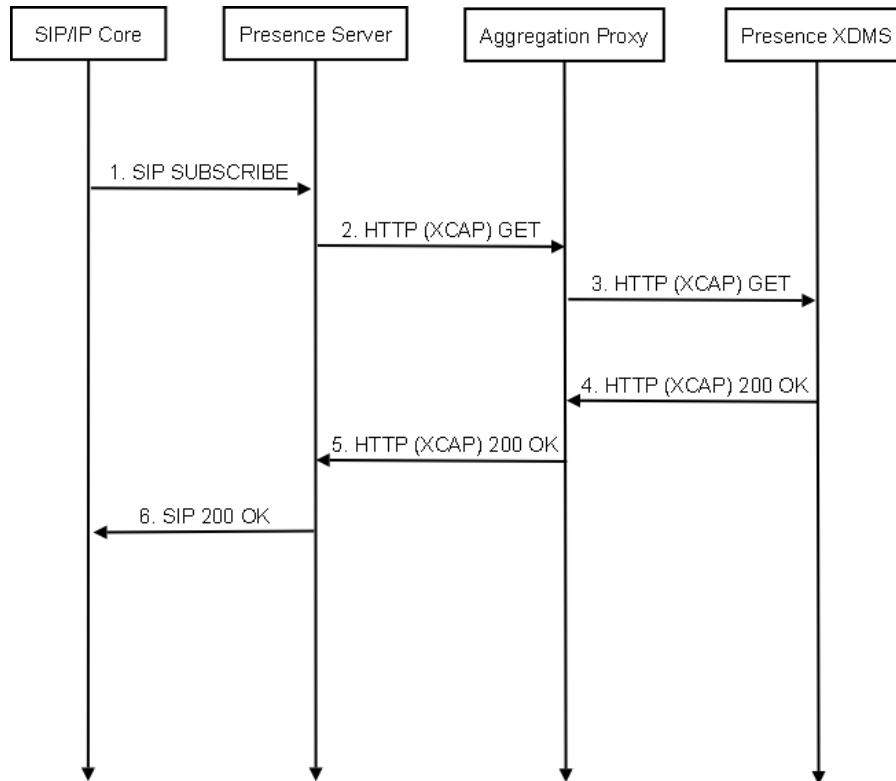 SIP/IP Core
Presence Server
Aggregation Proxy
Presence XDMS
1. SIP SUBSCRIBE
2. HTTP (XCAP) GET
3. HTTP (XCAP) GET
4. HTTP (XCAP) 200 OK
5. HTTP (XCAP) 200 OK
6. SIP 200 OK